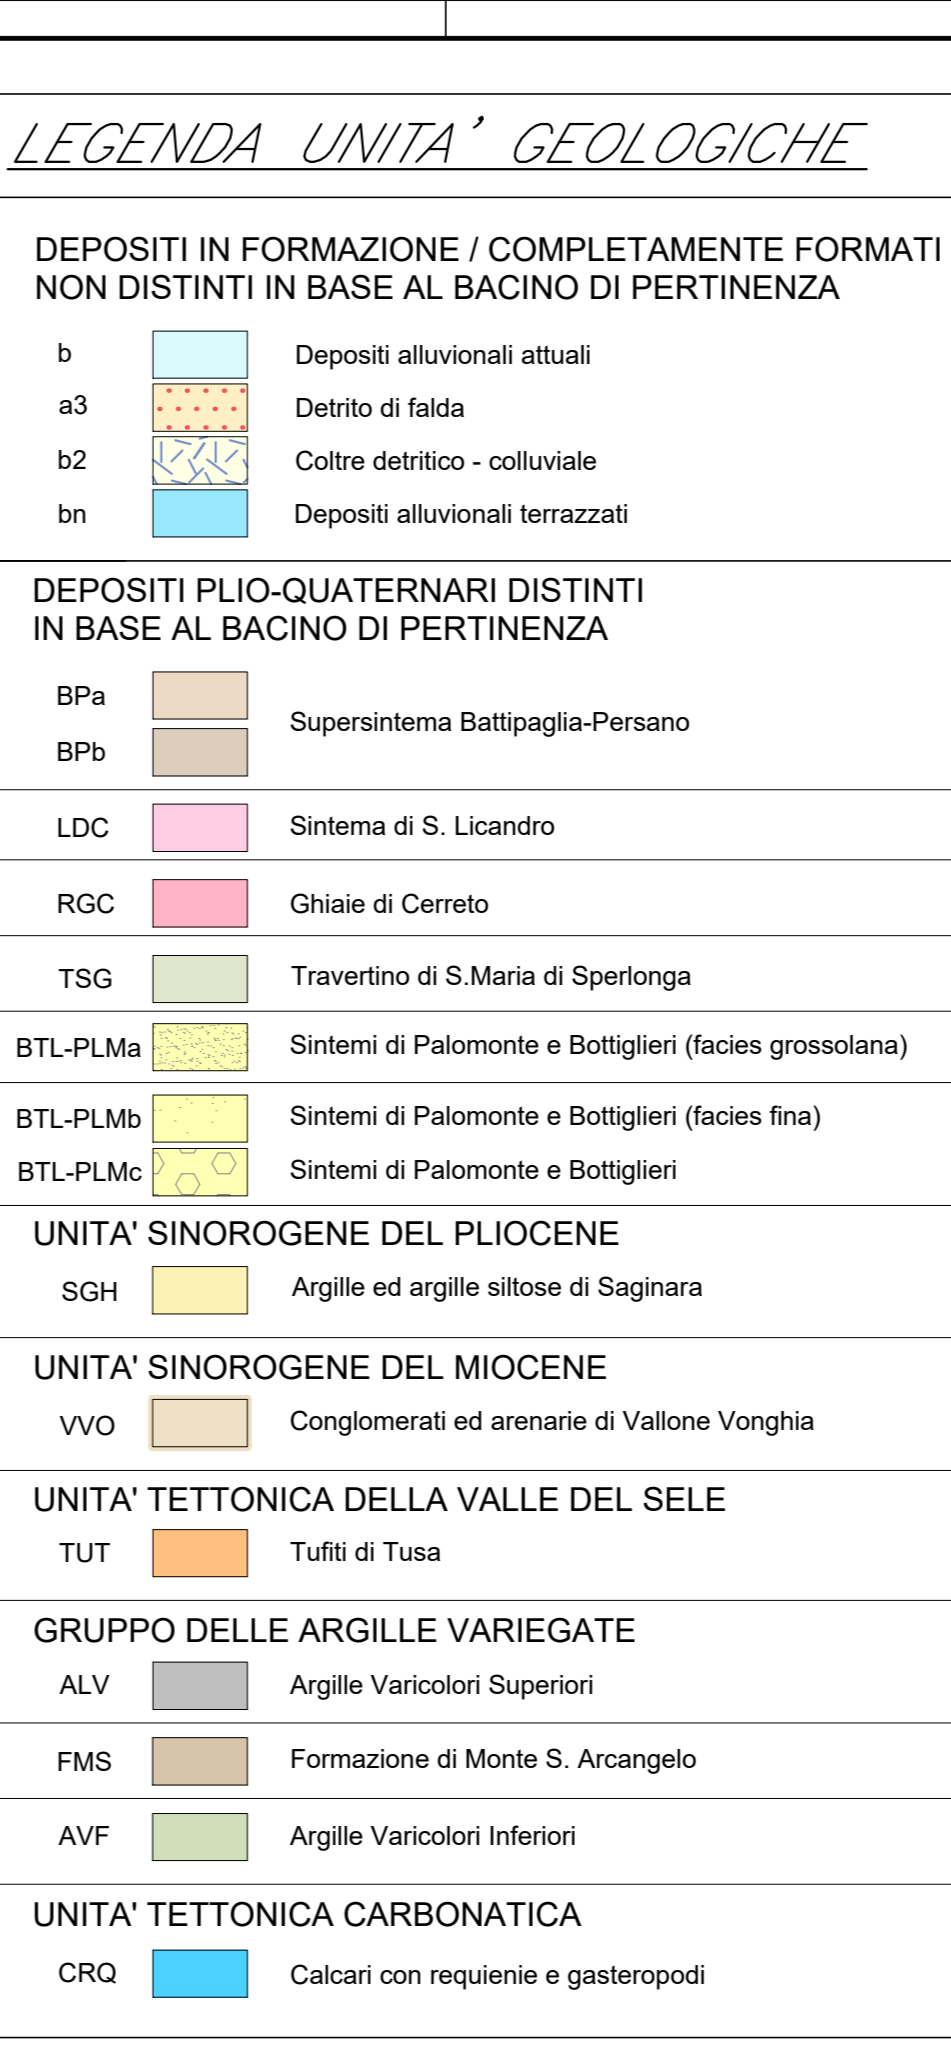 LEGENDA UNITA' GEOLOGICHE
DEPOSITI IN FORMAZIONE / COMPLETAMENTE FORMATI
NON DISTINTI IN BASE AL BACINO DI PERTINENZA
b Depositi alluvionali attuali
a3 Detrito di falda
b2 Coltre detritico - colluviale
bn Depositi alluvionali terrazzati
DEPOSITI PLIO-QUATERNARI DISTINTI
IN BASE AL BACINO DI PERTINENZA
BPa
Supersintema Battipaglia-Persano
BPb
LDC Sintema di S. Licandro
RGC Ghiaie di Cerreto
TSG Travertino di S.Maria di Sperlonga
BTL-PLMa Sintemi di Palomonte e Bottiglieri (facies grossolana)
BTL-PLMb Sintemi di Palomonte e Bottiglieri (facies fina)
BTL-PLMc Sintemi di Palomonte e Bottiglieri
UNITA' SINOROGENE DEL PLIOCENE
SGH Argille ed argille siltose di Saginara
UNITA' SINOROGENE DEL MIOCENE
VVO Conglomerati ed arenarie di Vallone Vonghia
UNITA' TETTONICA DELLA VALLE DEL SELE
TUT Tufiti di Tusa
GRUPPO DELLE ARGILLE VARIEGATE
ALV Argille Varicolori Superiori
FMS Formazione di Monte S. Arcangelo
AVF Argille Varicolori Inferiori
UNITA' TETTONICA CARBONATICA
CRQ Calcari con requienie e gasteropodi